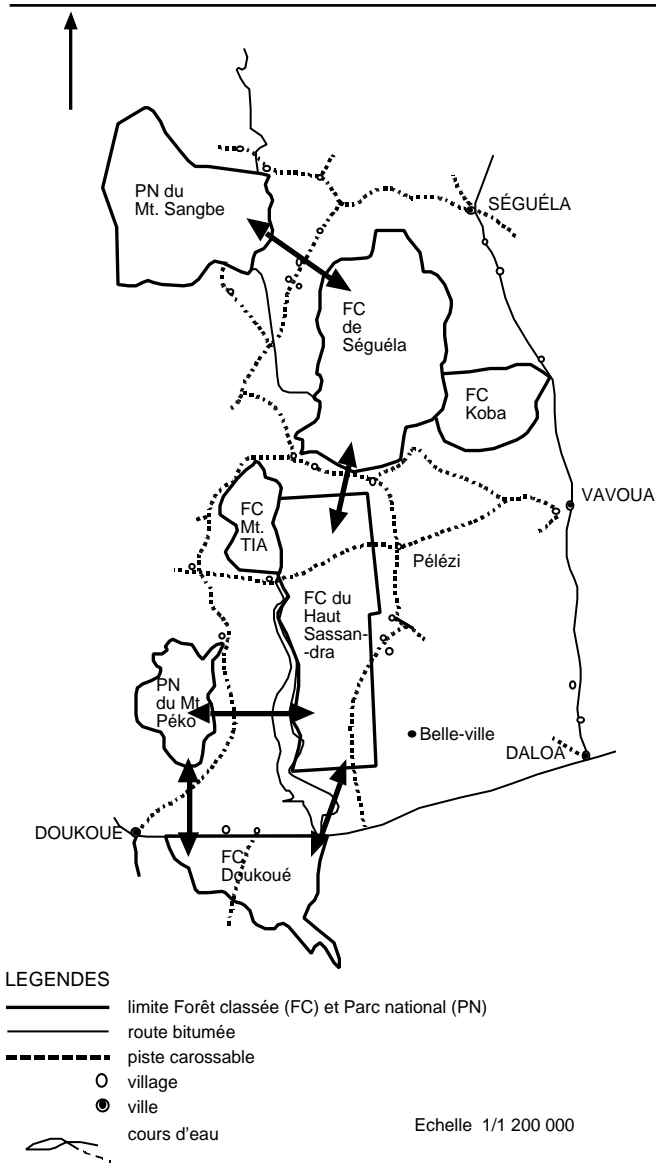 PN du
Mt. Sangbe
SÉGUÉLA
FC
de
Séguéla
FC
Koba
VAVOUA
FC
Mt.
TIA
Pélézi
FC du
Haut
Sassan-
-dra
PN
du Mt
Péko
Belle-ville
DALOA
DOUKOUÉ
FC
Doukoué
LEGENDES
limite Forêt classée (FC) et Parc national (PN)
route bitumée
piste carossable
village
ville
cours d'eau
Echelle 1/1 200 000